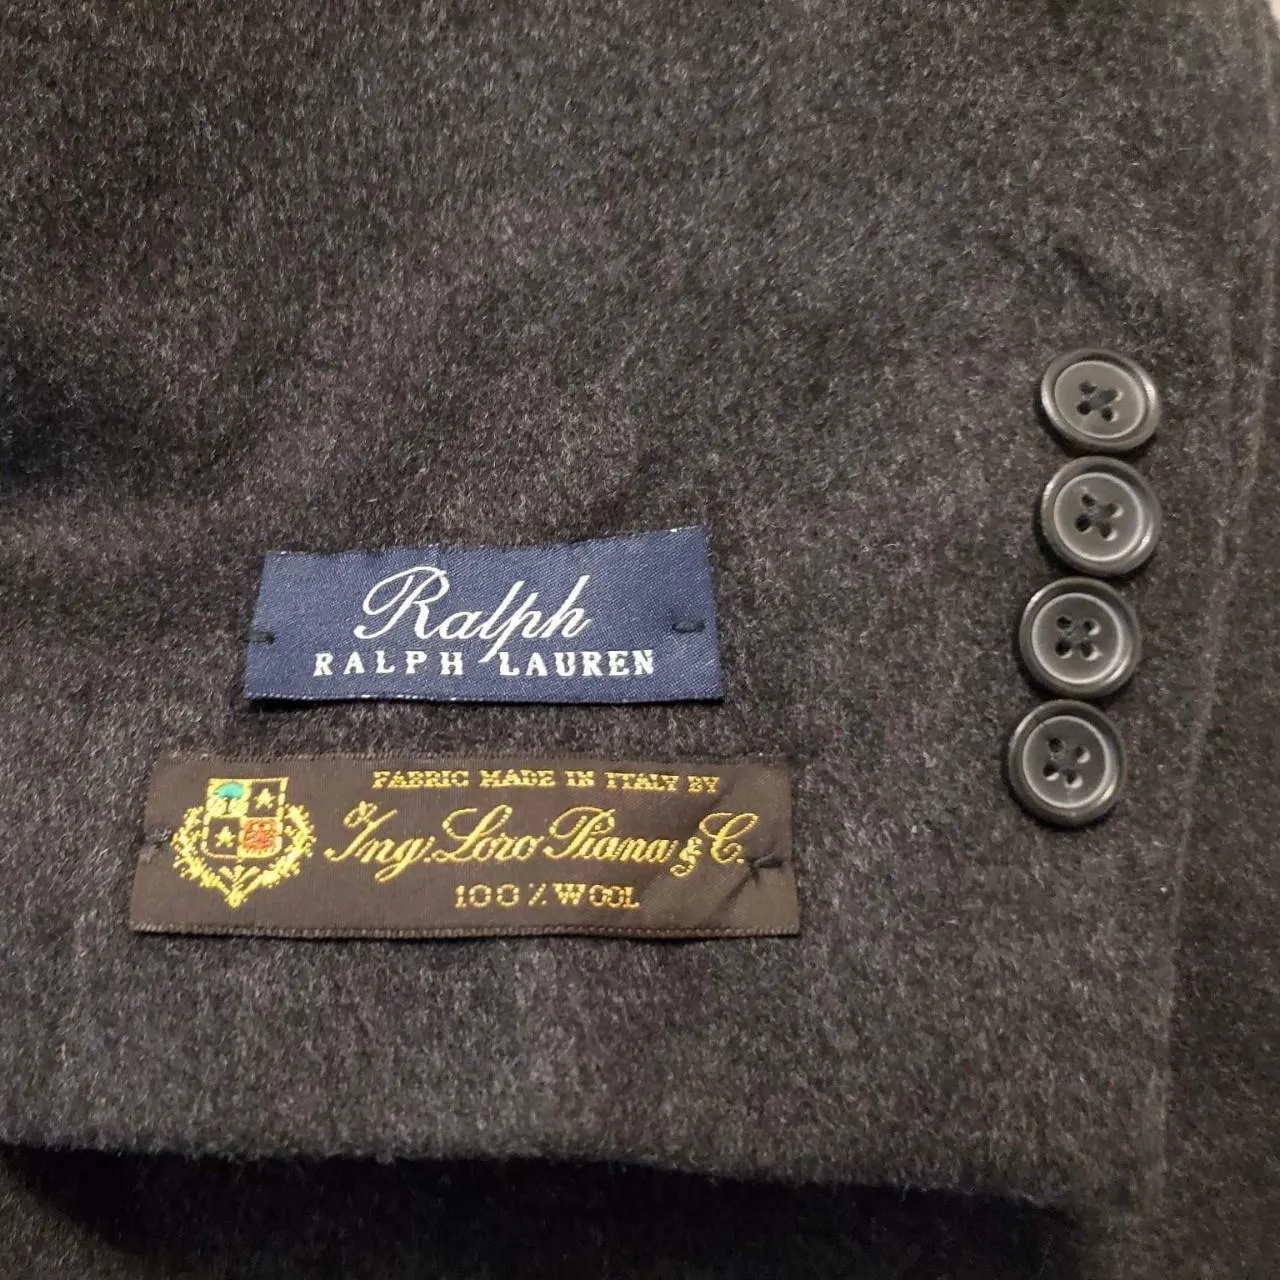 Ralph
RALPH LAUREN
FABRIC MADE IN ITALY BY
Ing. Loro Piana & C.
100% WOOL